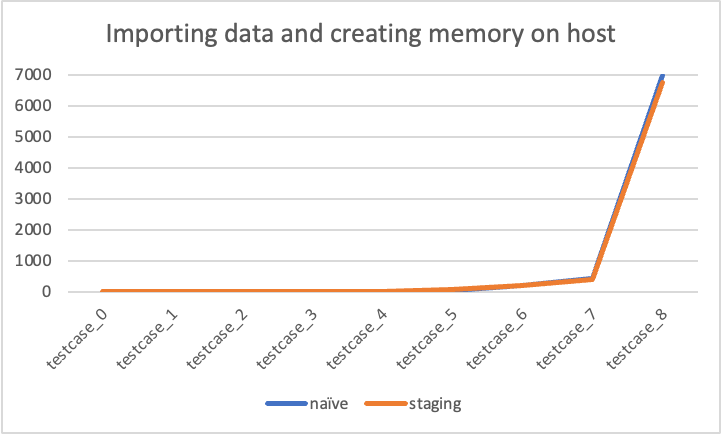 Importing data and creating memory on host
7000
6000
5000
4000
3000
2000
1000
0
testcase_0
testcase_1
testcase_2
testcase_3
testcase_4
testcase_5
testcase_6
testcase_7
testcase_8
naïve
staging